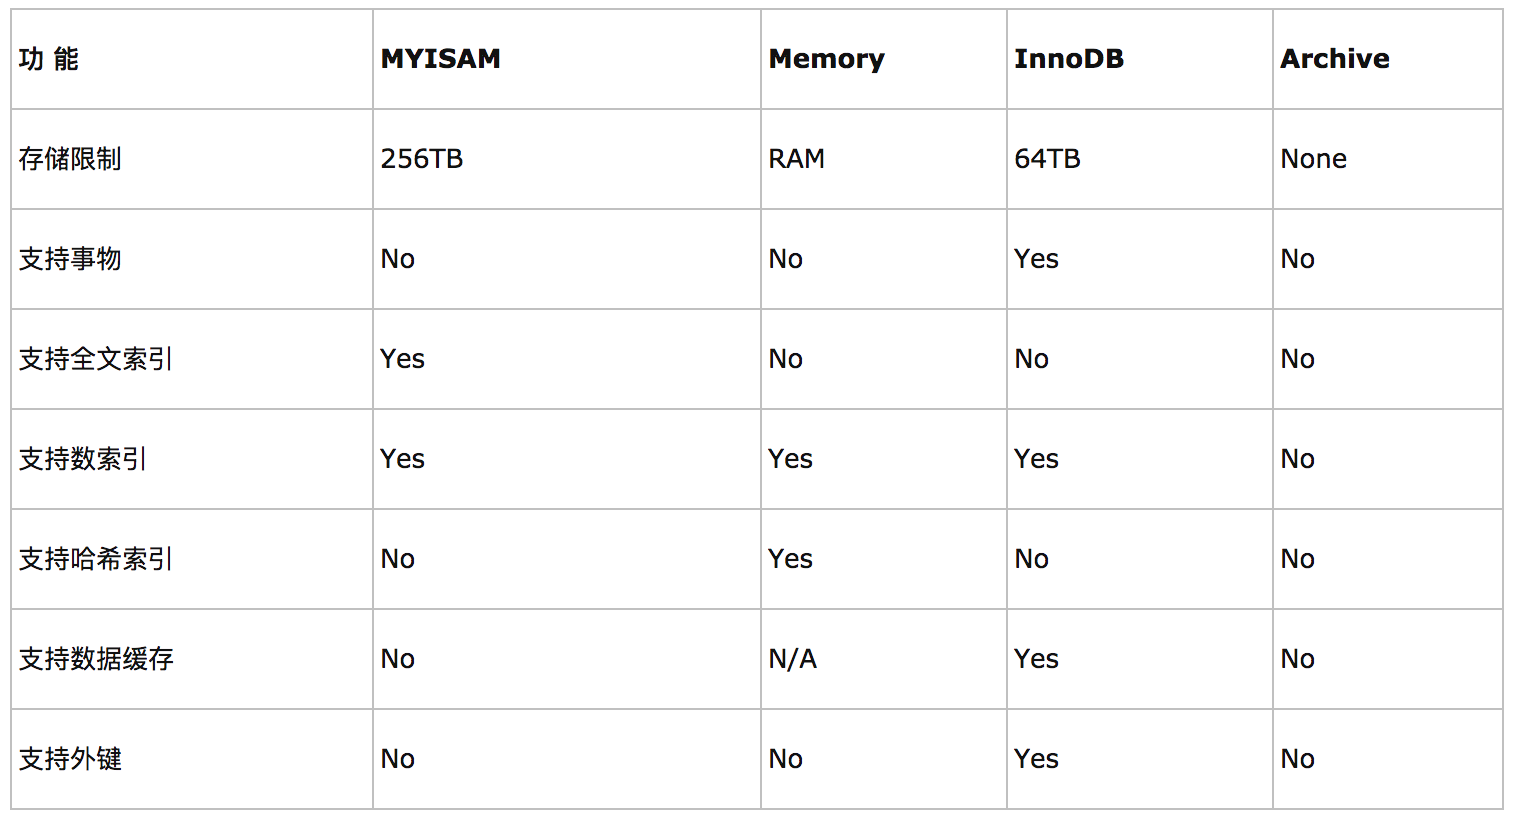 功 能 MYISAM Memory InnoDB Archive
存储限制 256TB RAM 64TB None
支持事物 No No Yes No
支持全文索引 Yes No No No
支持数索引 Yes Yes Yes No
支持哈希索引 No Yes No No
支持数据缓存 No N/A Yes No
支持外键 No No Yes No